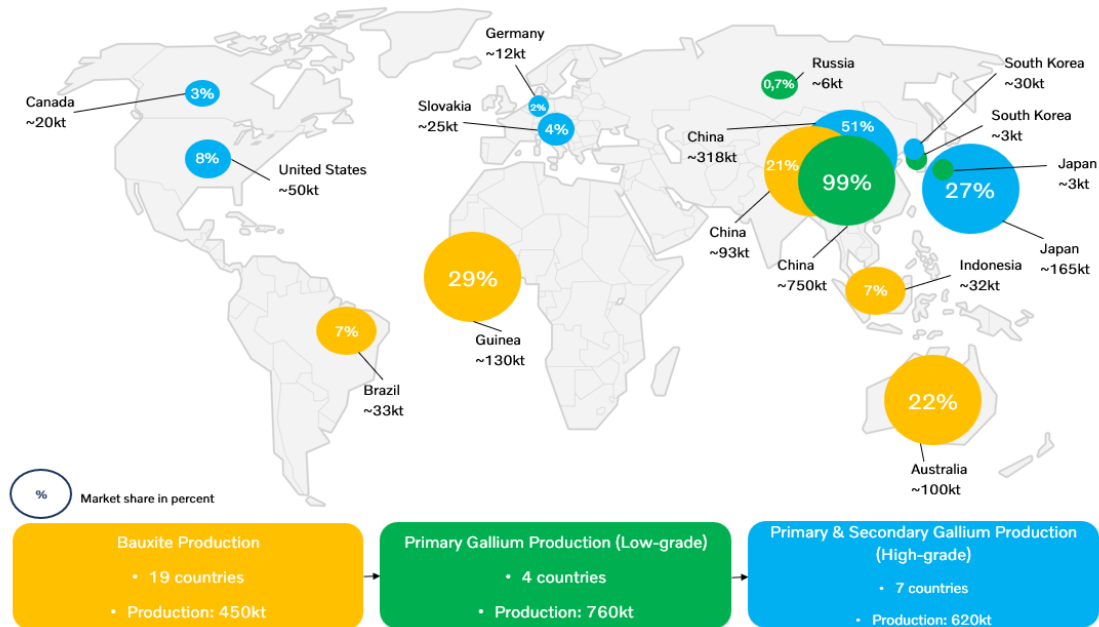 Germany
~12kt
2%
Canada
~20kt
3%
Slovakia
~25kt
4%
United States
~50kt
8%
Russia
~6kt
0,7%
South Korea
~30kt
South Korea
~3kt
China
~318kt
51%
21%
99%
China
~93kt
China
~750kt
Japan
~3kt
27%
Japan
~165kt
Indonesia
~32kt
7%
29%
Guinea
~130kt
7%
Brazil
~33kt
22%
Australia
~100kt
%
Market share in percent
Bauxite Production
• 19 countries
• Production: 450kt
Primary Gallium Production (Low-grade)
• 4 countries
• Production: 760kt
Primary & Secondary Gallium Production
(High-grade)
• 7 countries
• Production: 620kt